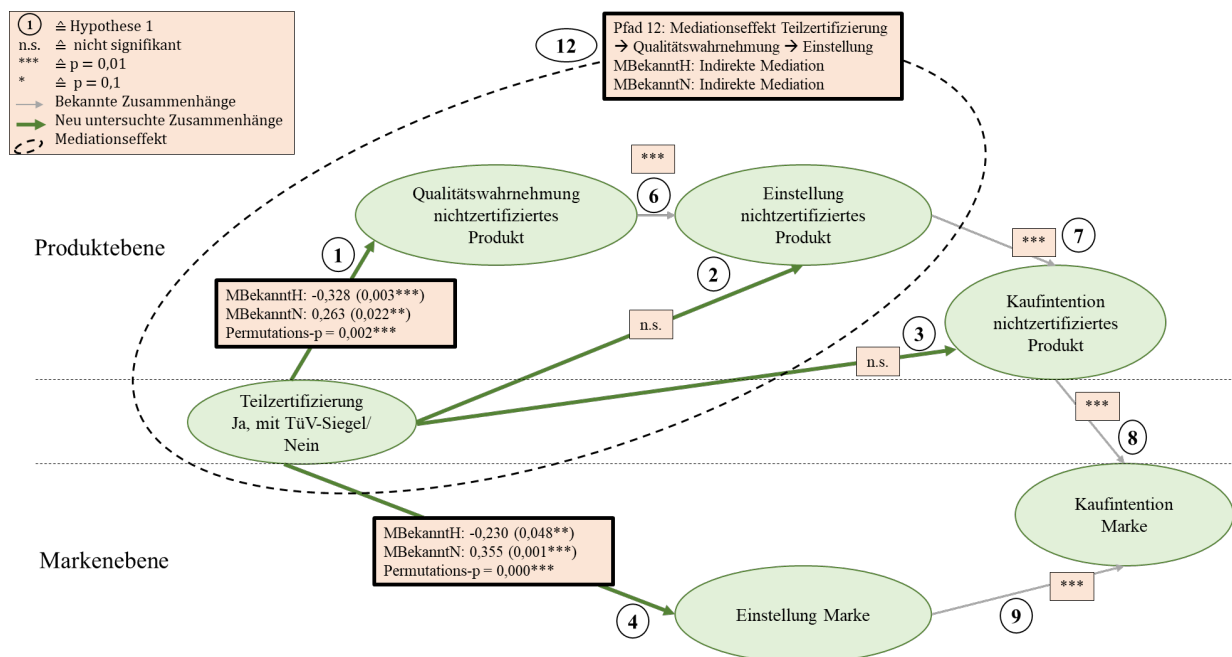 1 ≙ Hypothese 1
n.s. ≙ nicht signifikant
*** ≙ p = 0,01
* ≙ p = 0,1
Bekannte Zusammenhänge
Neu untersuchte Zusammenhänge
Mediationseffekt
12
Pfad 12: Mediationseffekt Teilzertifizierung
→ Qualitätswahrnehmung → Einstellung
MBekanntH: Indirekte Mediation
MBekanntN: Indirekte Mediation
Produktebene
Qualitätswahrnehmung
nichtzertifiziertes
Produkt
***
6
Einstellung
nichtzertifiziertes
Produkt
7
***
1
2
MBekanntH: -0,328 (0,003***)
MBekanntN: 0,263 (0,022**)
Permutations-p = 0,002***
n.s.
3
n.s.
Kaufintention
nichtzertifiziertes
Produkt
Teilzertifizierung
Ja, mit TüV-Siegel/
Nein
***
8
Markenebene
MBekanntH: -0,230 (0,048**)
MBekanntN: 0,355 (0,001***)
Permutations-p = 0,000***
Kaufintention
Marke
4
Einstellung Marke
9
***